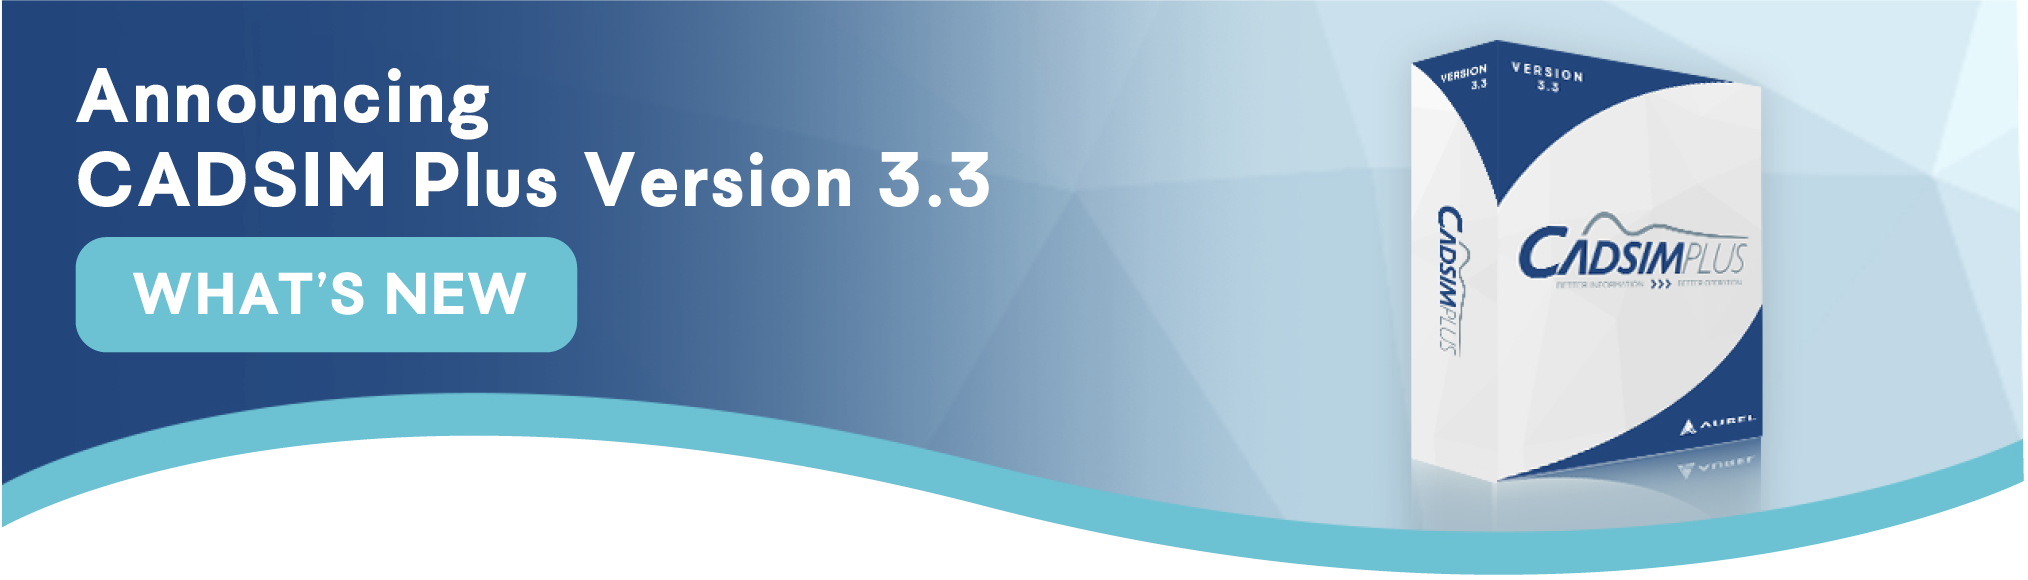 Announcing
CADSIM Plus Version 3.3
WHAT'S NEW
VERSION
3.3
VERSION
3.3
CADSIMPLUS
CADSIMPLUS
BETTER INFORMATION >>> BETTER OPERATION
AUREL